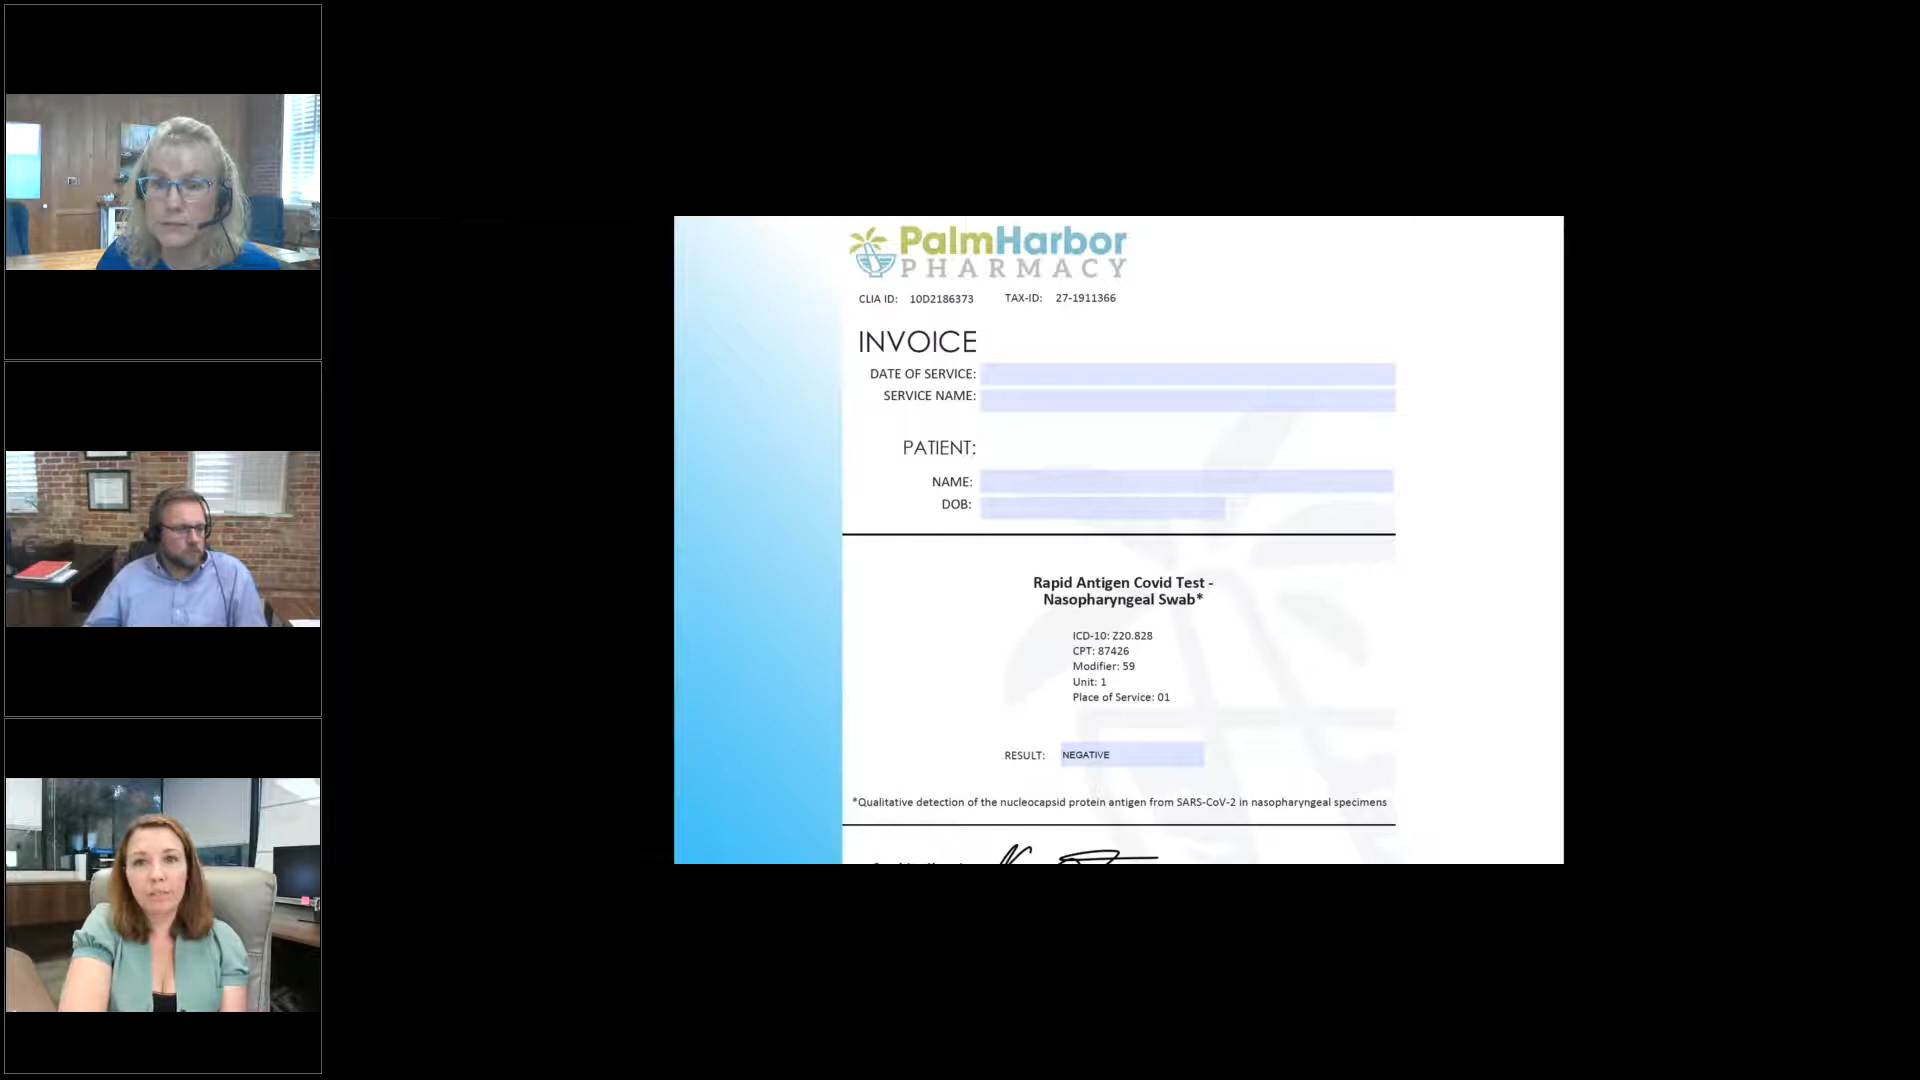 PalmHarbor
PHARMACY
CLIA ID: 10D2186373 TAX-ID: 27-1911366
INVOICE
DATE OF SERVICE:
SERVICE NAME:
PATIENT:
NAME:
DOB:
Rapid Antigen Covid Test -
Nasopharyngeal Swab*
ICD-10: Z20.828
CPT: 87426
Modifier: 59
Unit: 1
Place of Service: 01
RESULT: NEGATIVE
*Qualitative detection of the nucleocapsid protein antigen from SARS-CoV-2 in nasopharyngeal specimens